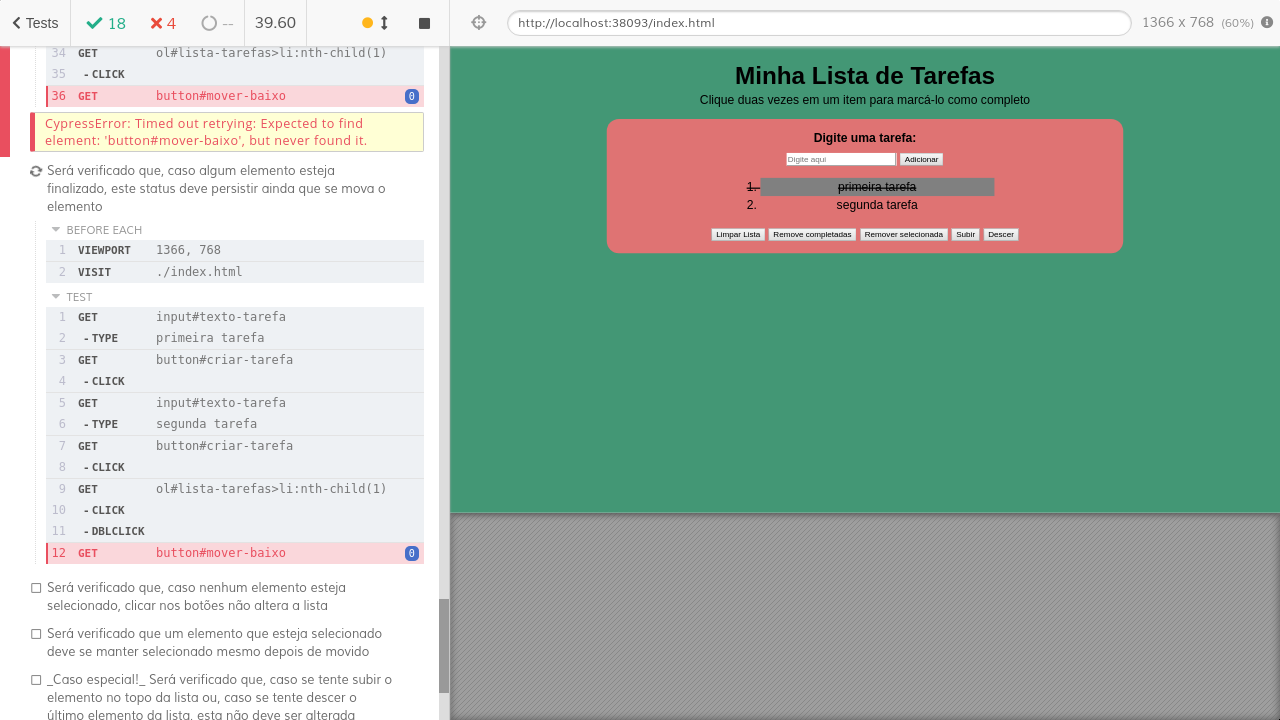 Tests
18
4
--
39.60
http://localhost:38093/index.html
1366 x 768 (60%)
34 GET ol#lista-tarefas>li:nth-child(1)
35 -CLICK
36 GET button#mover-baixo 0
CypressError: Timed out retrying: Expected to find
element: 'button#mover-baixo', but never found it.
Será verificado que, caso algum elemento esteja
finalizado, este status deve persistir ainda que se mova o
elemento
BEFORE EACH
1 VIEWPORT 1366, 768
2 VISIT ./index.html
TEST
1 GET input#texto-tarefa
2 -TYPE primeira tarefa
3 GET button#criar-tarefa
4 -CLICK
5 GET input#texto-tarefa
6 -TYPE segunda tarefa
7 GET button#criar-tarefa
8 -CLICK
9 GET ol#lista-tarefas>li:nth-child(1)
10 -CLICK
11 -DBLCLICK
12 GET button#mover-baixo 0
Será verificado que, caso nenhum elemento esteja
selecionado, clicar nos botões não altera a lista
Será verificado que um elemento que esteja selecionado
deve se manter selecionado mesmo depois de movido
_Caso especial!_ Será verificado que, caso se tente subir o
elemento no topo da lista ou, caso se tente descer o
último elemento da lista, esta não deve ser alterada
Minha Lista de Tarefas
Clique duas vezes em um item para marcá-lo como completo
Digite uma tarefa:
Digite aqui Adicionar
1. primeira tarefa
2. segunda tarefa
Limpar Lista Remove completadas Remover selecionada Subir Descer